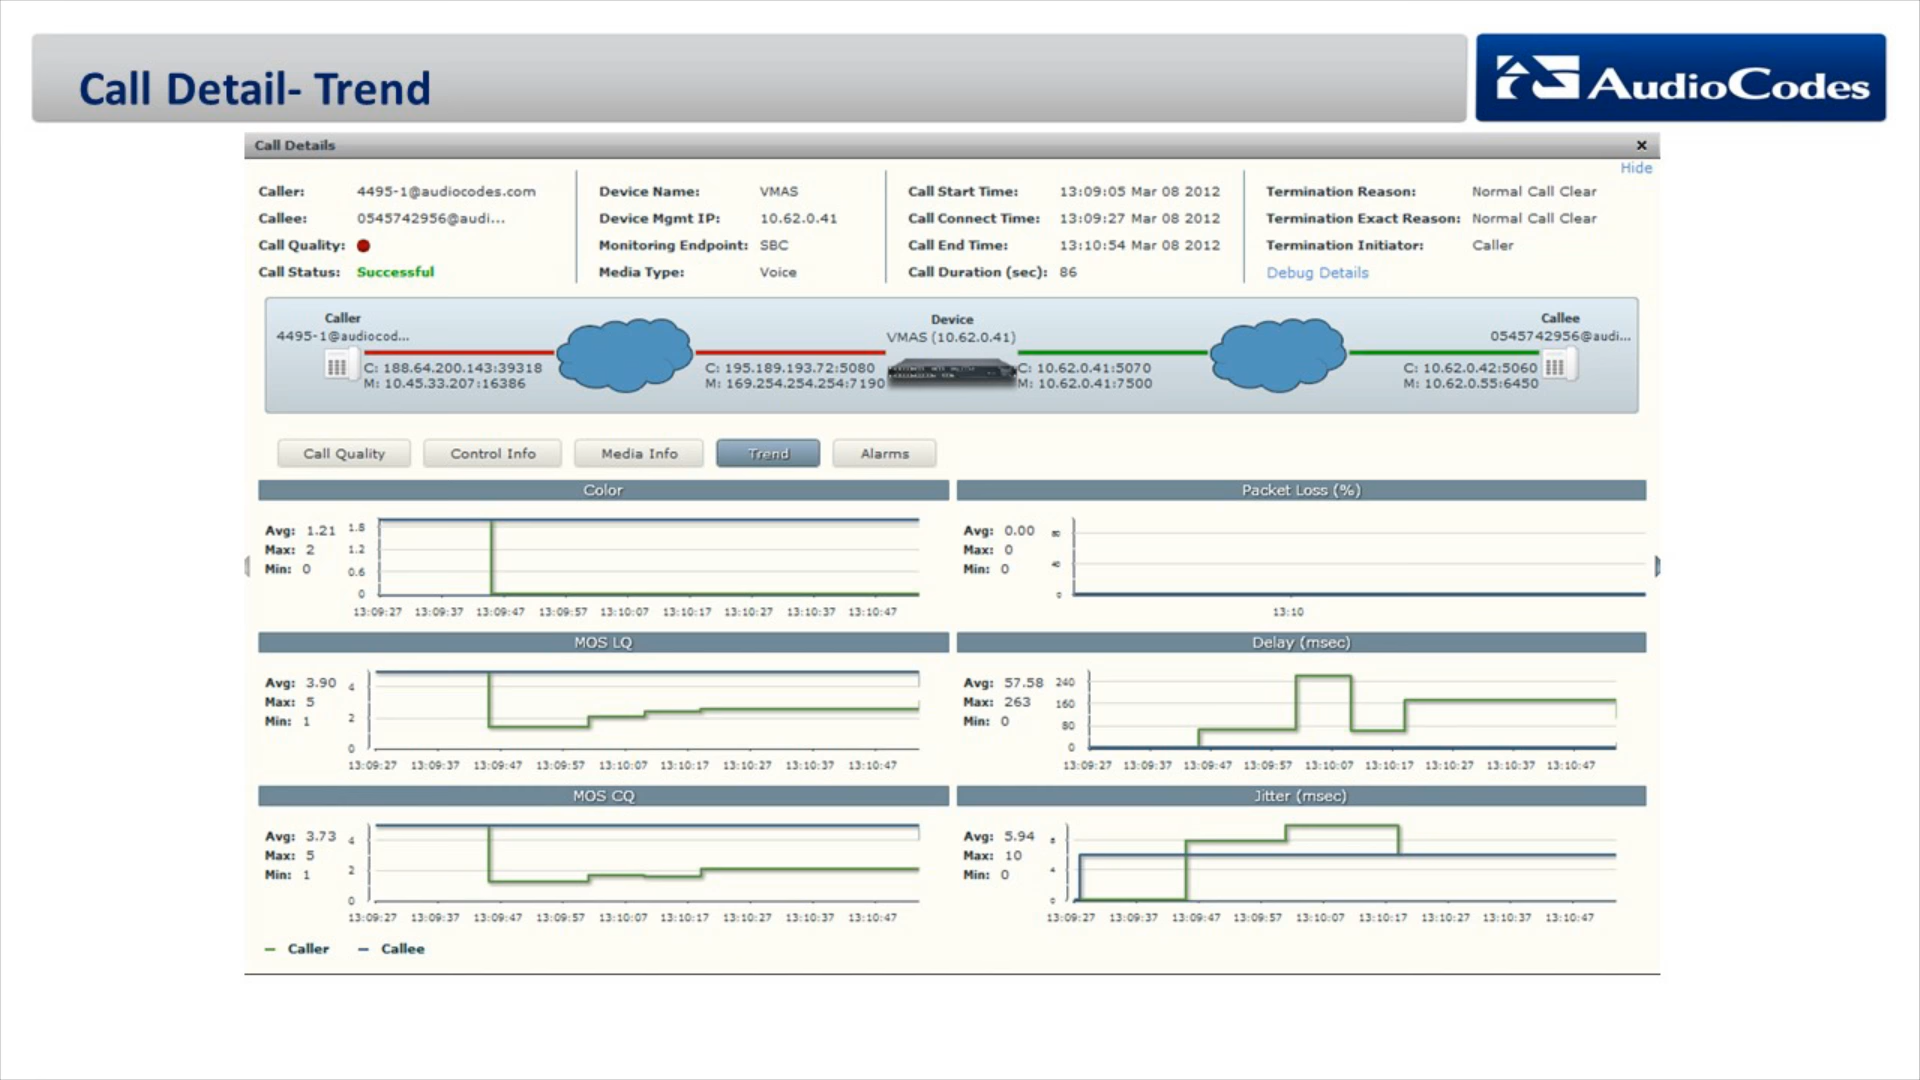 Call Detail- Trend
AudioCodes
Call Details
Hide
Caller: 4495-1@audiocodes.com
Callee: 0545742956@audi...
Call Quality:
Call Status: Successful
Device Name: VMAS
Device Mgmt IP: 10.62.0.41
Monitoring Endpoint: SBC
Media Type: Voice
Call Start Time: 13:09:05 Mar 08 2012
Call Connect Time: 13:09:27 Mar 08 2012
Call End Time: 13:10:54 Mar 08 2012
Call Duration (sec): 86
Termination Reason: Normal Call Clear
Termination Exact Reason: Normal Call Clear
Termination Initiator: Caller
Debug Details
Caller
4495-1@audiocod...
C: 188.64.200.143:39318
M: 10.45.33.207:16386
C: 195.189.193.72:5080
M: 169.254.254.254:7190
Device
VMAS (10.62.0.41)
C: 10.62.0.41:5070
M: 10.62.0.41:7500
Callee
0545742956@audi...
C: 10.62.0.42:5060
M: 10.62.0.55:6450
Call Quality Control Info Media Info Trend Alarms
Color
Avg: 1.21
Max: 2
Min: 0
1.8
1.2
0.6
0
13:09:27 13:09:37 13:09:47 13:09:57 13:10:07 13:10:17 13:10:27 13:10:37 13:10:47
Packet Loss (%)
Avg: 0.00
Max: 0
Min: 0
80
40
0
13:10
MOS LQ
Avg: 3.90
Max: 5
Min: 1
4
2
0
13:09:27 13:09:37 13:09:47 13:09:57 13:10:07 13:10:17 13:10:27 13:10:37 13:10:47
Delay (msec)
Avg: 57.58
Max: 263
Min: 0
240
160
80
0
13:09:27 13:09:37 13:09:47 13:09:57 13:10:07 13:10:17 13:10:27 13:10:37 13:10:47
MOS CQ
Avg: 3.73
Max: 5
Min: 1
4
2
0
13:09:27 13:09:37 13:09:47 13:09:57 13:10:07 13:10:17 13:10:27 13:10:37 13:10:47
Jitter (msec)
Avg: 5.94
Max: 10
Min: 0
8
4
0
13:09:27 13:09:37 13:09:47 13:09:57 13:10:07 13:10:17 13:10:27 13:10:37 13:10:47
Caller Callee